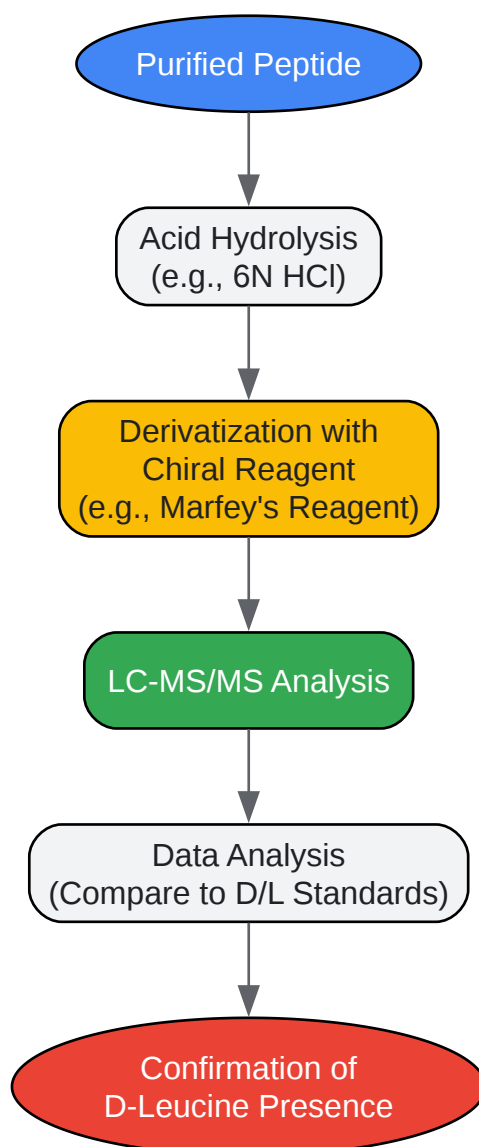 Purified Peptide
Acid Hydrolysis
(e.g., 6N HCl)
Derivatization with
Chiral Reagent
(e.g., Marfey's Reagent)
LC-MS/MS Analysis
Data Analysis
(Compare to D/L Standards)
Confirmation of
D-Leucine Presence